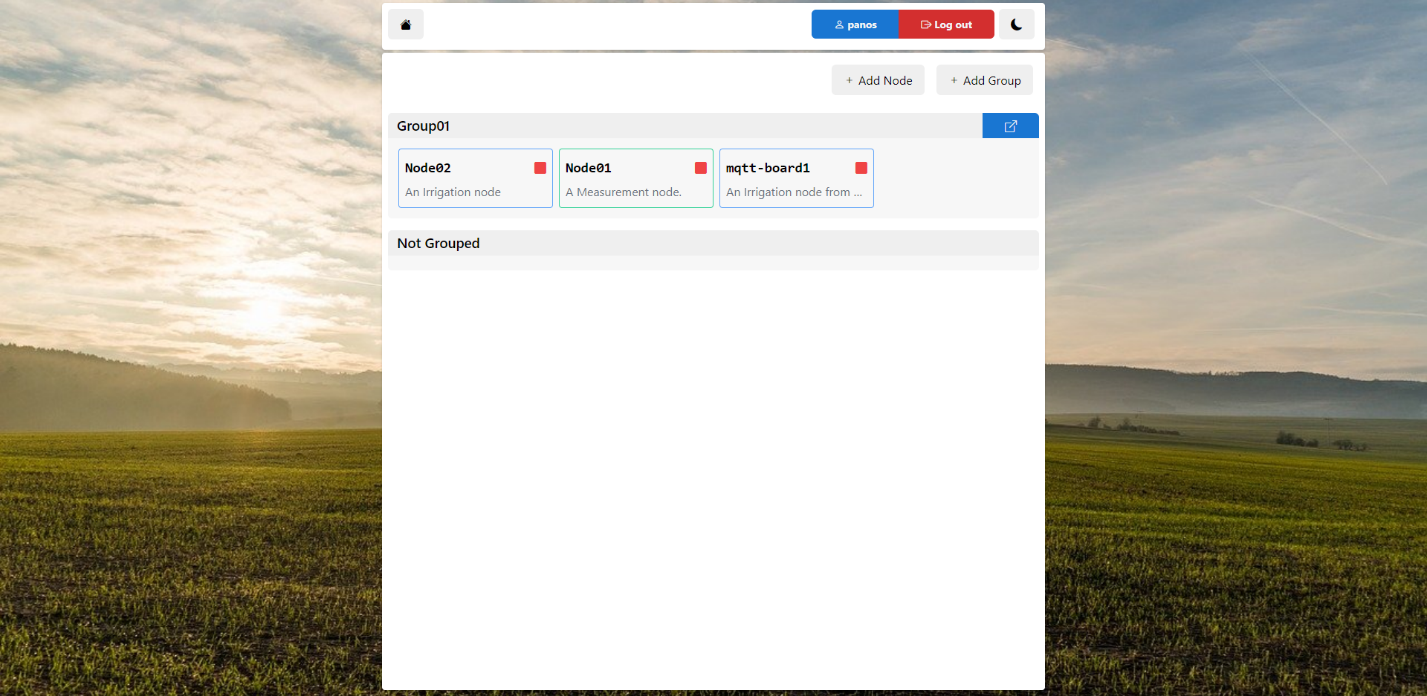 panos
Log out
+ Add Node
+ Add Group
Group01
Node02
An Irrigation node
Node01
A Measurement node.
mqtt-board1
An Irrigation node from ...
Not Grouped